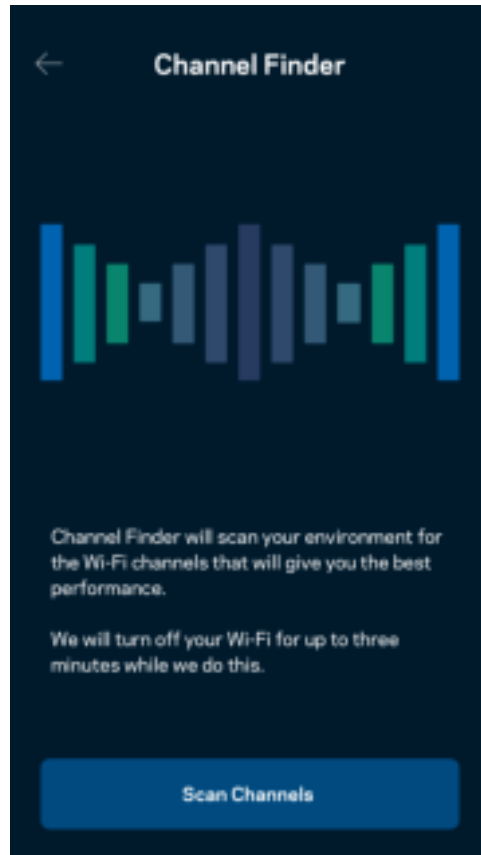 Channel Finder
Channel Finder will scan your environment for
the Wi-Fi channels that will give you the best
performance.
We will turn off your Wi-Fi for up to three
minutes while we do this.
Scan Channels